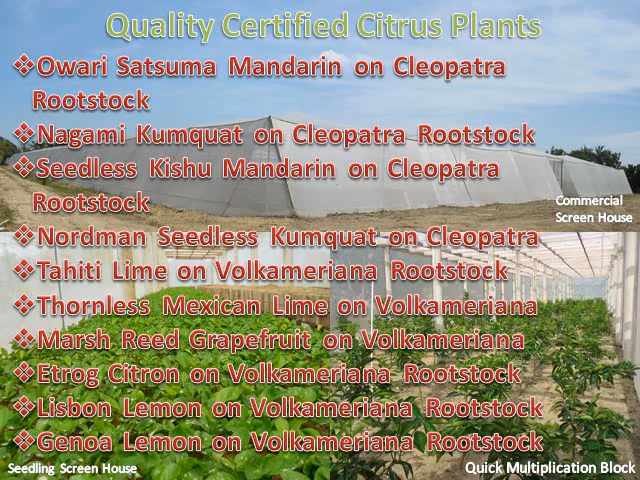 Quality Certified Citrus Plants
❖Owari Satsuma Mandarin on Cleopatra
Rootstock
❖Nagami Kumquat on Cleopatra Rootstock
❖Seedless Kishu Mandarin on Cleopatra
Rootstock
Commercial
Screen House
❖Nordman Seedless Kumquat on Cleopatra
❖Tahiti Lime on Volkameriana Rootstock
❖Thornless Mexican Lime on Volkameriana
❖Marsh Reed Grapefruit on Volkameriana
❖Etrog Citron on Volkameriana Rootstock
❖Lisbon Lemon on Volkameriana Rootstock
❖Genoa Lemon on Volkameriana Rootstock
Seedling Screen House
Quick Multiplication Block